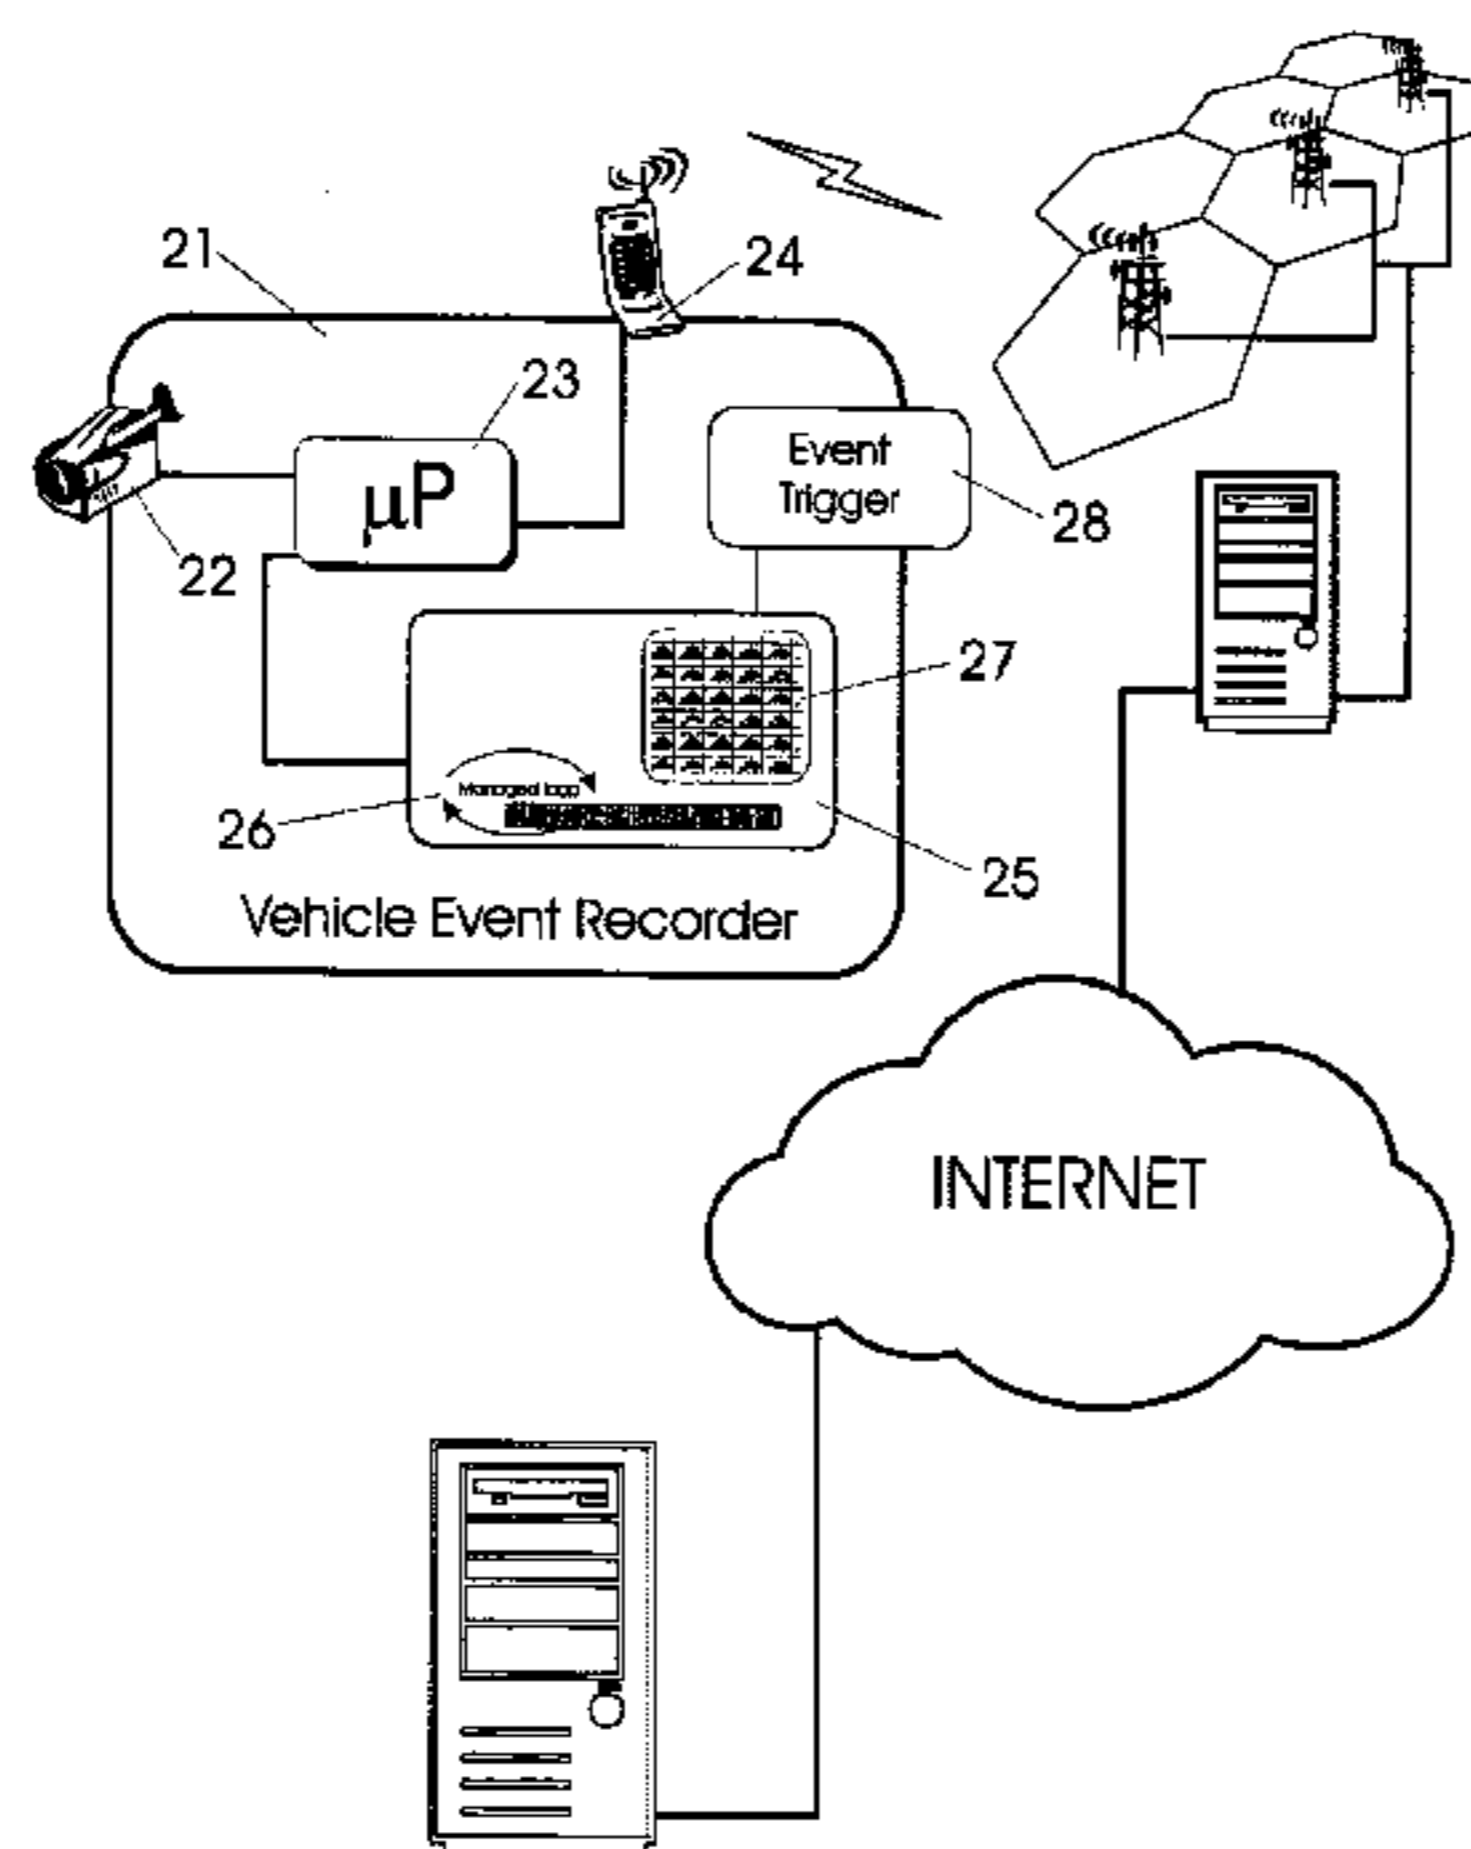 21
24
23
μP
Event
Trigger
28
22
27
Managed loop
26
25
Vehicle Event Recorder
INTERNET